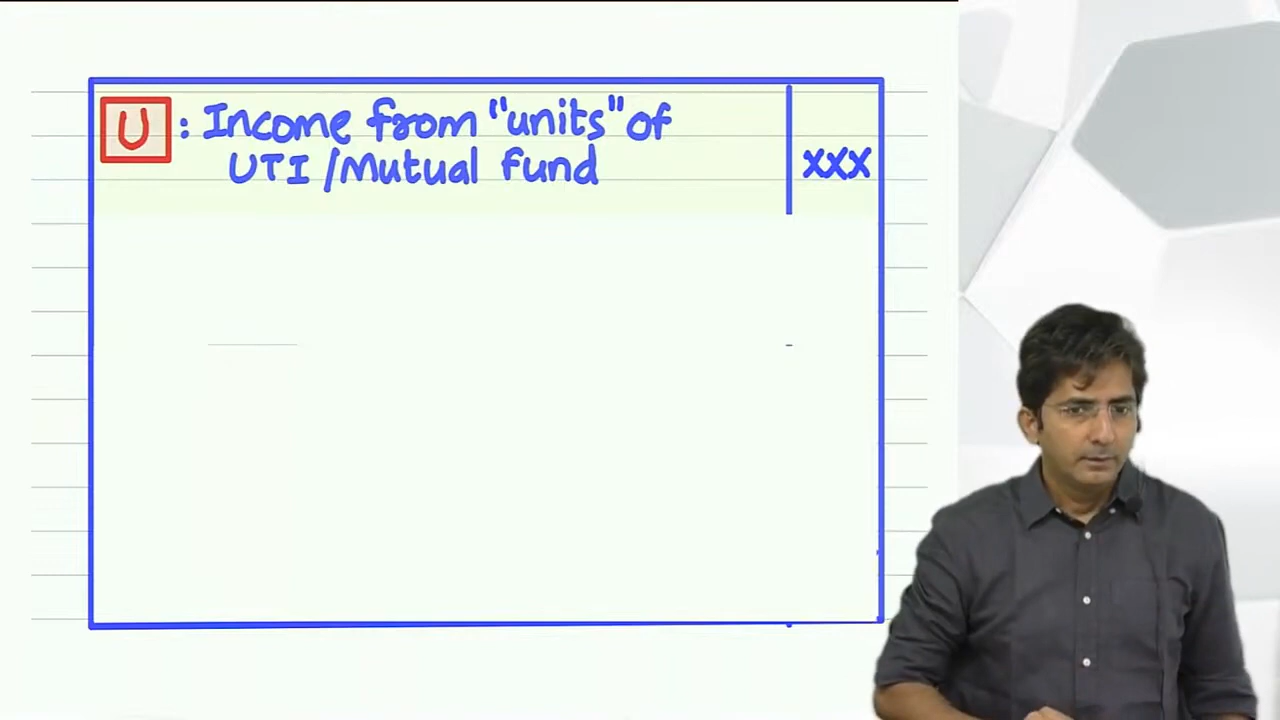 U : Income from "units" of
UTI / Mutual Fund XXX